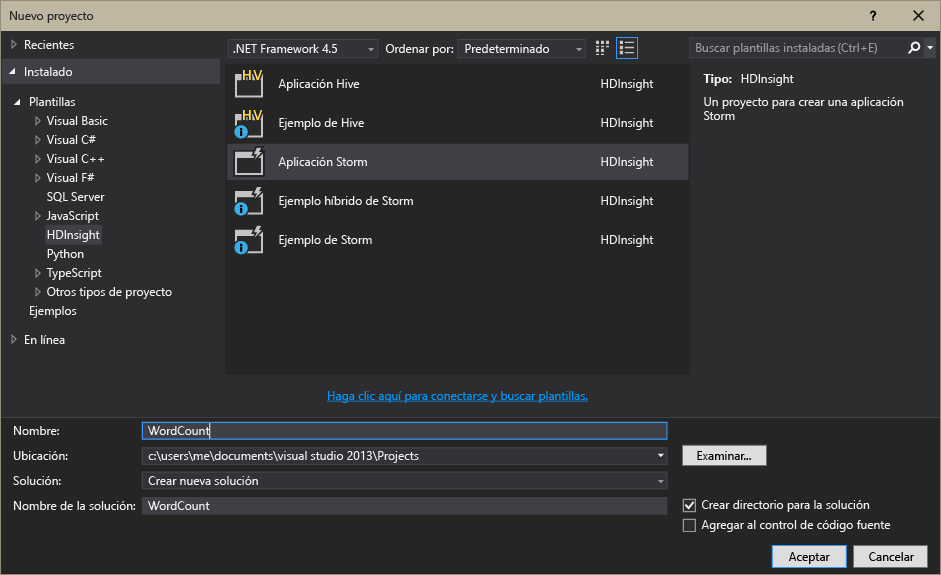 Nuevo proyecto
?
Recientes
Instalado
Plantillas
Visual Basic
Visual C#
Visual C++
Visual F#
SQL Server
JavaScript
HDInsight
Python
TypeScript
Otros tipos de proyecto
Ejemplos
En línea
.NET Framework 4.5 Ordenar por: Predeterminado
HV Aplicación Hive HDInsight
HV Ejemplo de Hive HDInsight
Aplicación Storm HDInsight
Ejemplo híbrido de Storm HDInsight
Ejemplo de Storm HDInsight
Haga clic aquí para conectarse y buscar plantillas.
Buscar plantillas instaladas (Ctrl+E)
Tipo: HDInsight
Un proyecto para crear una aplicación
Storm
Nombre: WordCount
Ubicación: c:\users\me\documents\visual studio 2013\Projects Examinar...
Solución: Crear nueva solución
Nombre de la solución: WordCount
Crear directorio para la solución
Agregar al control de código fuente
Aceptar Cancelar